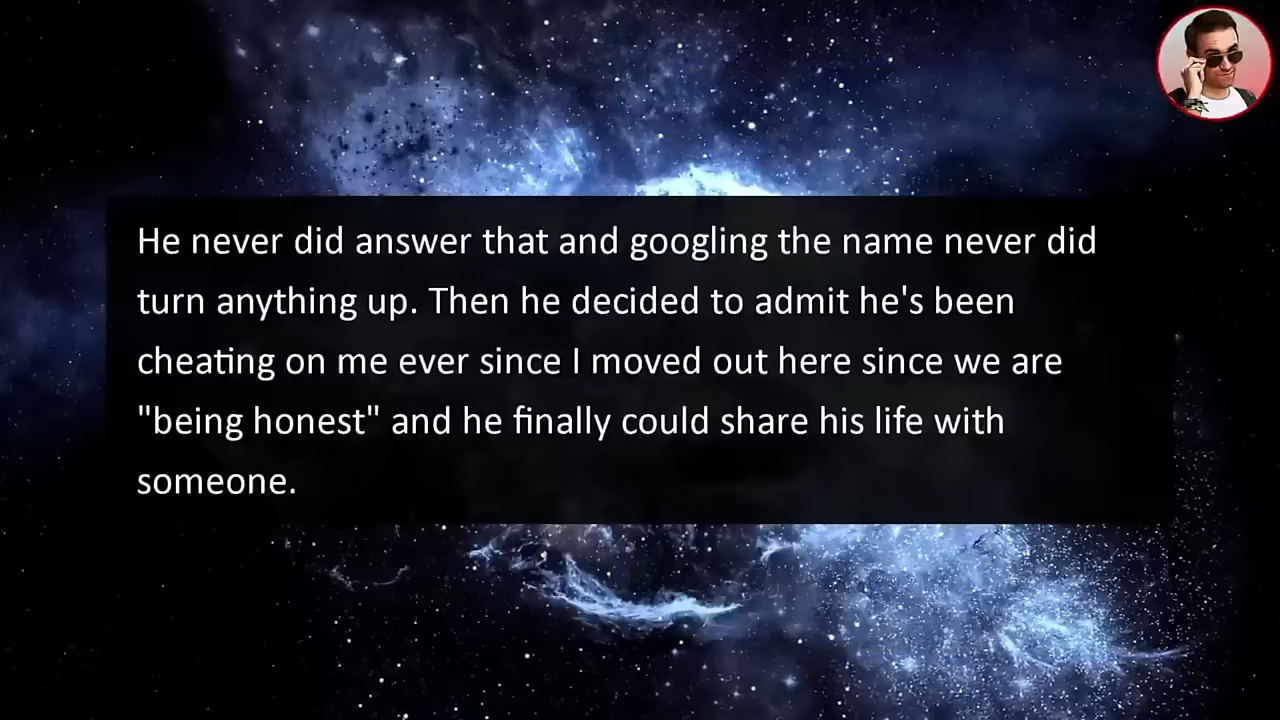 He never did answer that and googling the name never did
turn anything up. Then he decided to admit he's been
cheating on me ever since I moved out here since we are
"being honest" and he finally could share his life with
someone.